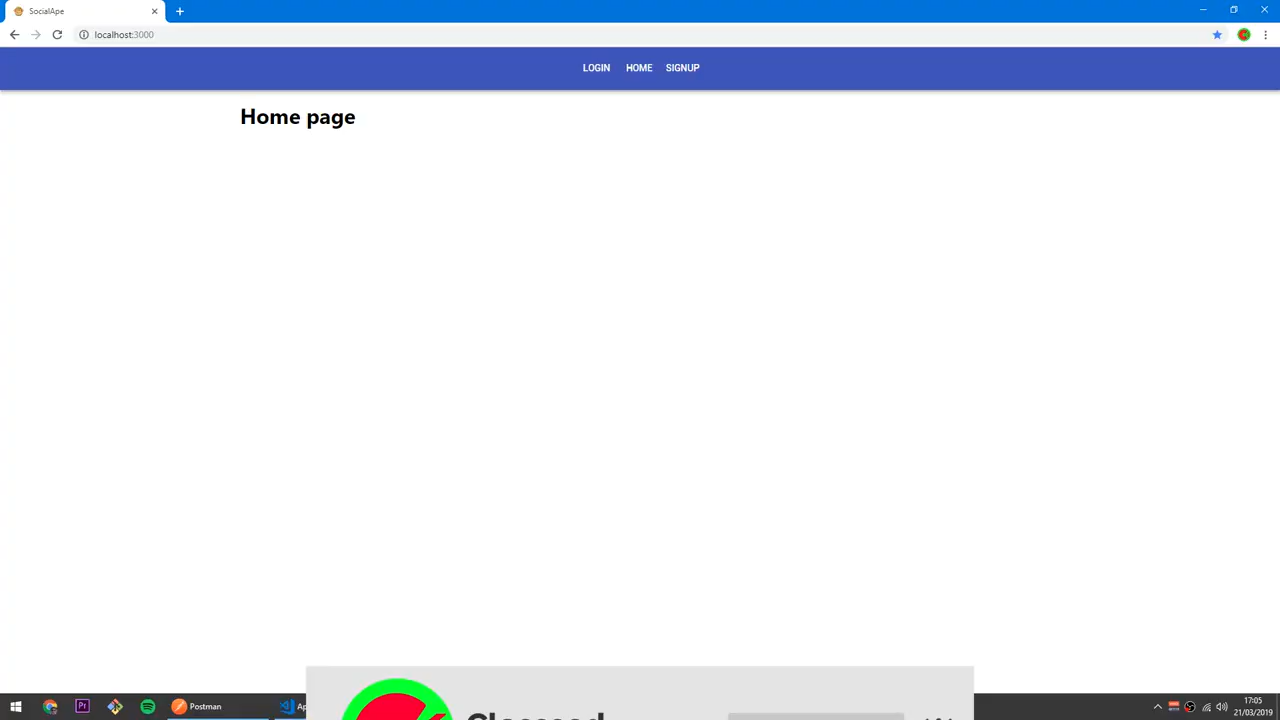 SocialApe
localhost:3000
LOGIN HOME SIGNUP
Home page
Postman
17:05
21/03/2019